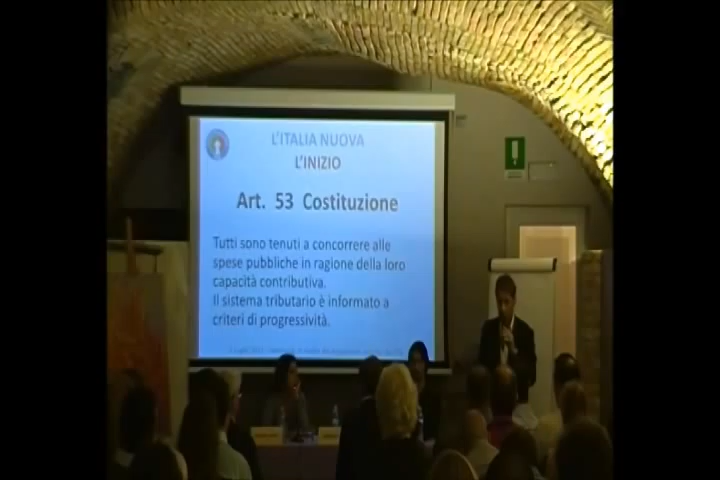 L'ITALIA NUOVA
L'INIZIO
Art. 53 Costituzione
Tutti sono tenuti a concorrere alle
spese pubbliche in ragione della loro
capacità contributiva.
Il sistema tributario è informato a
criteri di progressività.